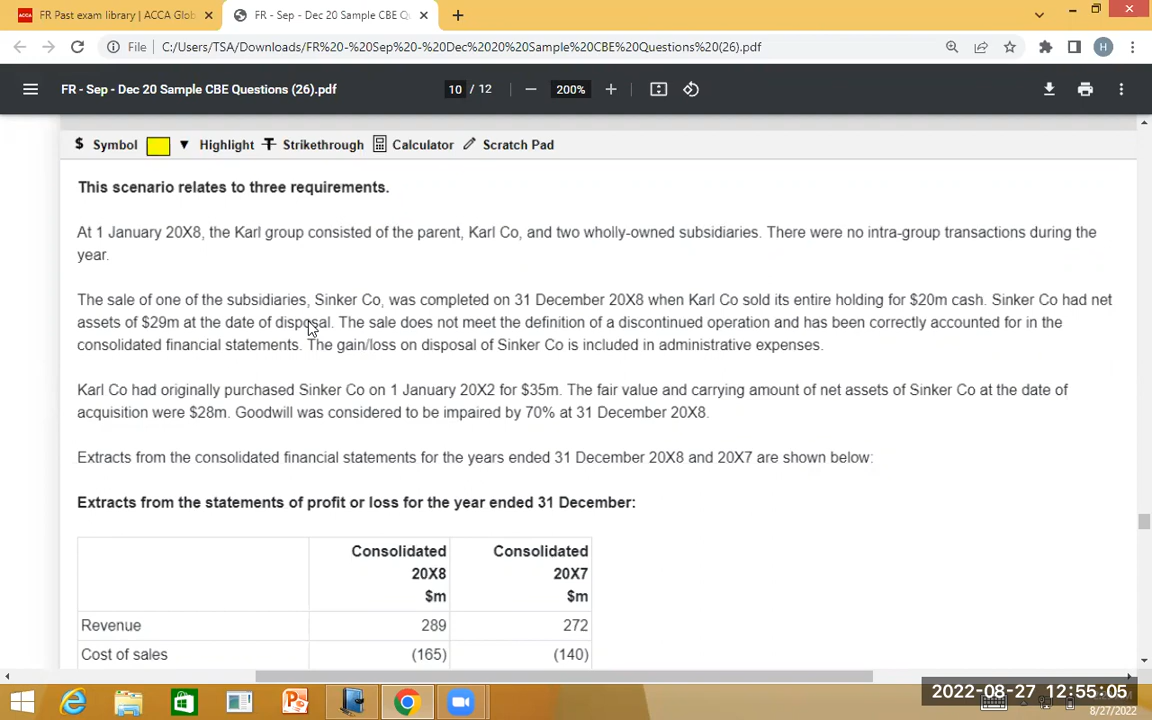 FR Past exam library | ACCA Glob
FR - Sep - Dec 20 Sample CBE Q
File
C:/Users/TSA/Downloads/FR%20-%20Sep%20-%20Dec%2020%20Sample%20CBE%20Questions%20(26).pdf
H
FR - Sep - Dec 20 Sample CBE Questions (26).pdf
10 / 12
200%
$ Symbol
Highlight
Strikethrough
Calculator
Scratch Pad
This scenario relates to three requirements.
At 1 January 20X8, the Karl group consisted of the parent, Karl Co, and two wholly-owned subsidiaries. There were no intra-group transactions during the
year.
The sale of one of the subsidiaries, Sinker Co, was completed on 31 December 20X8 when Karl Co sold its entire holding for $20m cash. Sinker Co had net
assets of $29m at the date of disposal. The sale does not meet the definition of a discontinued operation and has been correctly accounted for in the
consolidated financial statements. The gain/loss on disposal of Sinker Co is included in administrative expenses.
Karl Co had originally purchased Sinker Co on 1 January 20X2 for $35m. The fair value and carrying amount of net assets of Sinker Co at the date of
acquisition were $28m. Goodwill was considered to be impaired by 70% at 31 December 20X8.
Extracts from the consolidated financial statements for the years ended 31 December 20X8 and 20X7 are shown below:
Extracts from the statements of profit or loss for the year ended 31 December:
Consolidated Consolidated
20X8 20X7
$m $m
Revenue 289 272
Cost of sales (165) (140)
2022-08-27 12:55:05
8/27/2022